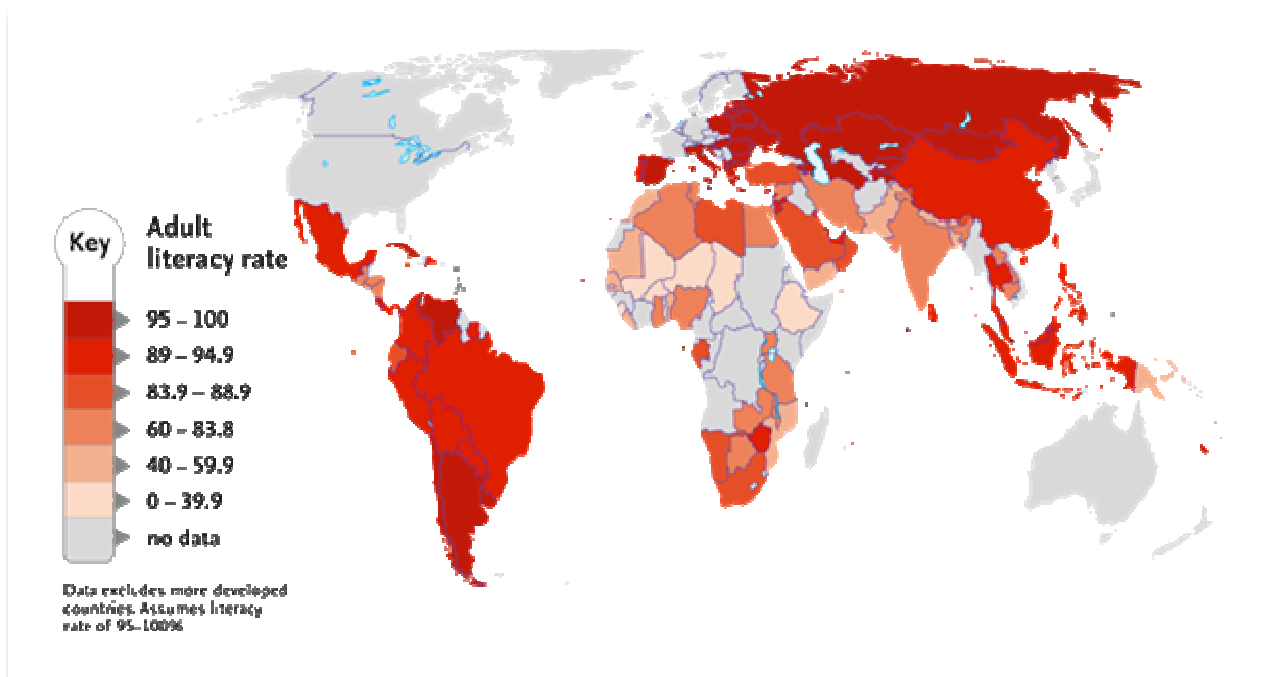 Key
Adult
literacy rate
95 – 100
89 – 94.9
83.9 – 88.9
60 – 83.8
40 – 59.9
0 – 39.9
no data
Data excludes more developed
countries. Assumes literacy
rate of 95–100%